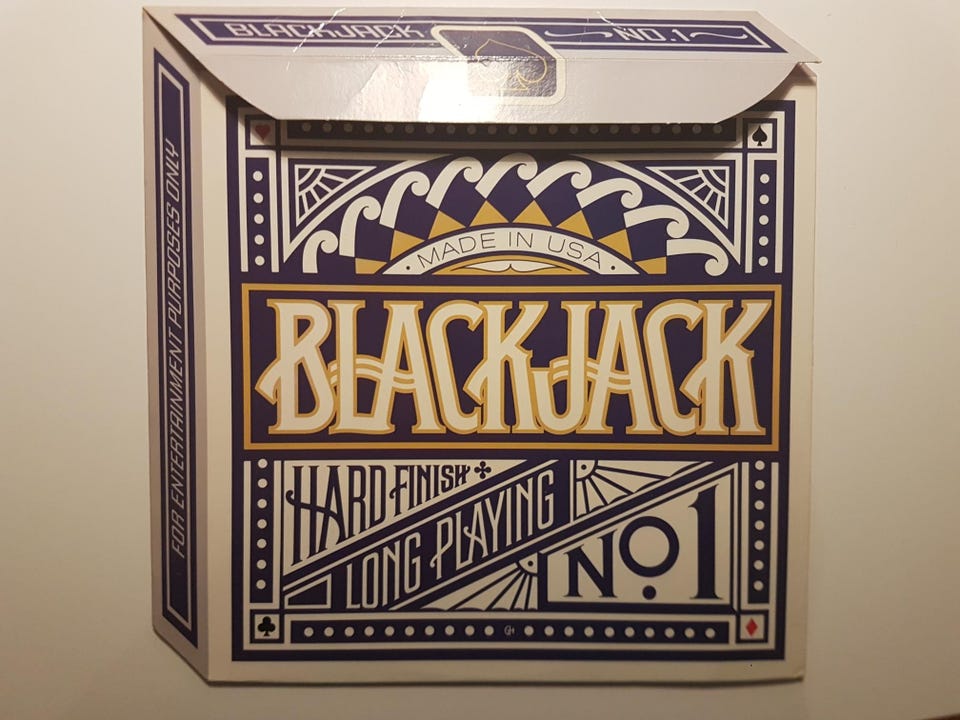 BLACKJACK NO.1
FOR ENTERTAINMENT PURPOSES ONLY
• MADE IN USA •
BLACKJACK
HARD FINISH
LONG PLAYING
No 1